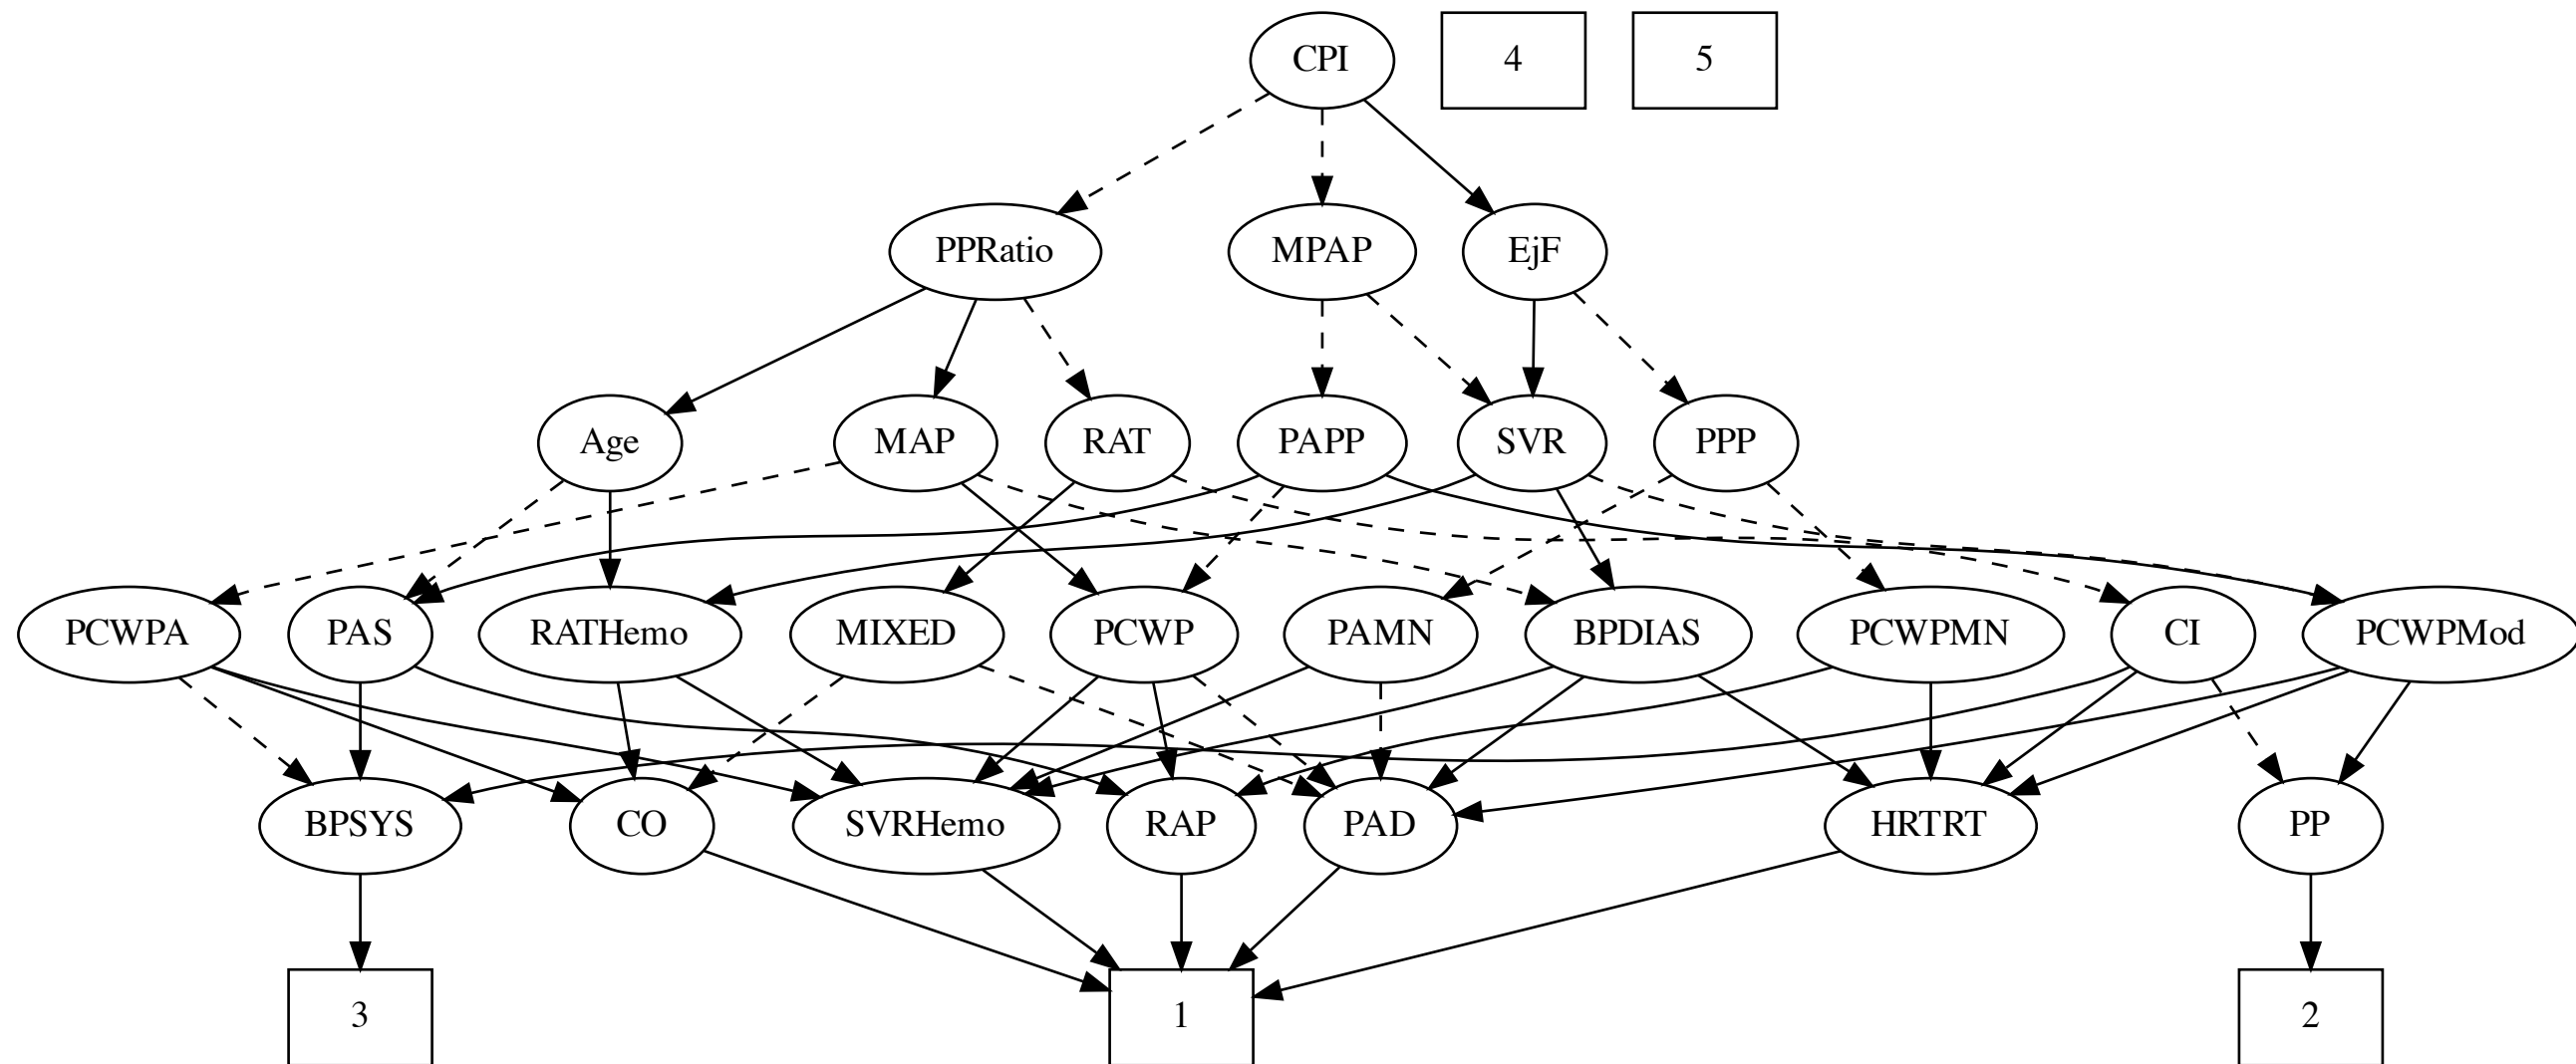 CPI
4
5
PPRatio
MPAP
EjF
Age
MAP
RAT
PAPP
SVR
PPP
PCWPA
PAS
RATHemo
MIXED
PCWP
PAMN
BPDIAS
PCWPMN
CI
PCWPMod
BPSYS
CO
SVRHemo
RAP
PAD
HRTRT
PP
3
1
2